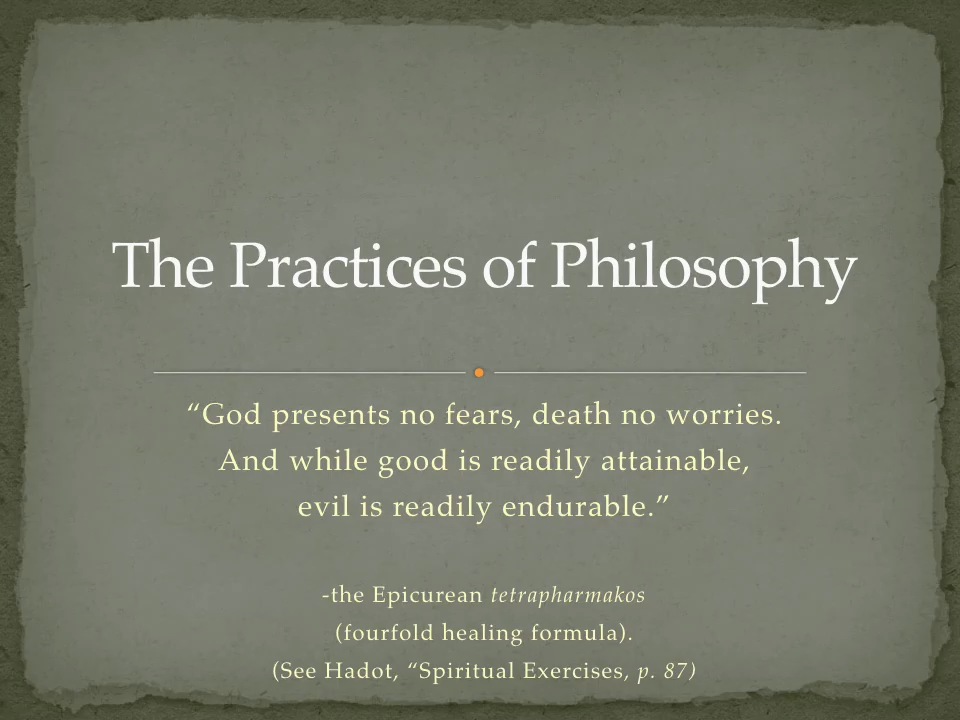 The Practices of Philosophy
“God presents no fears, death no worries.
And while good is readily attainable,
evil is readily endurable.”
-the Epicurean tetrapharmakos
(fourfold healing formula).
(See Hadot, “Spiritual Exercises, p. 87)